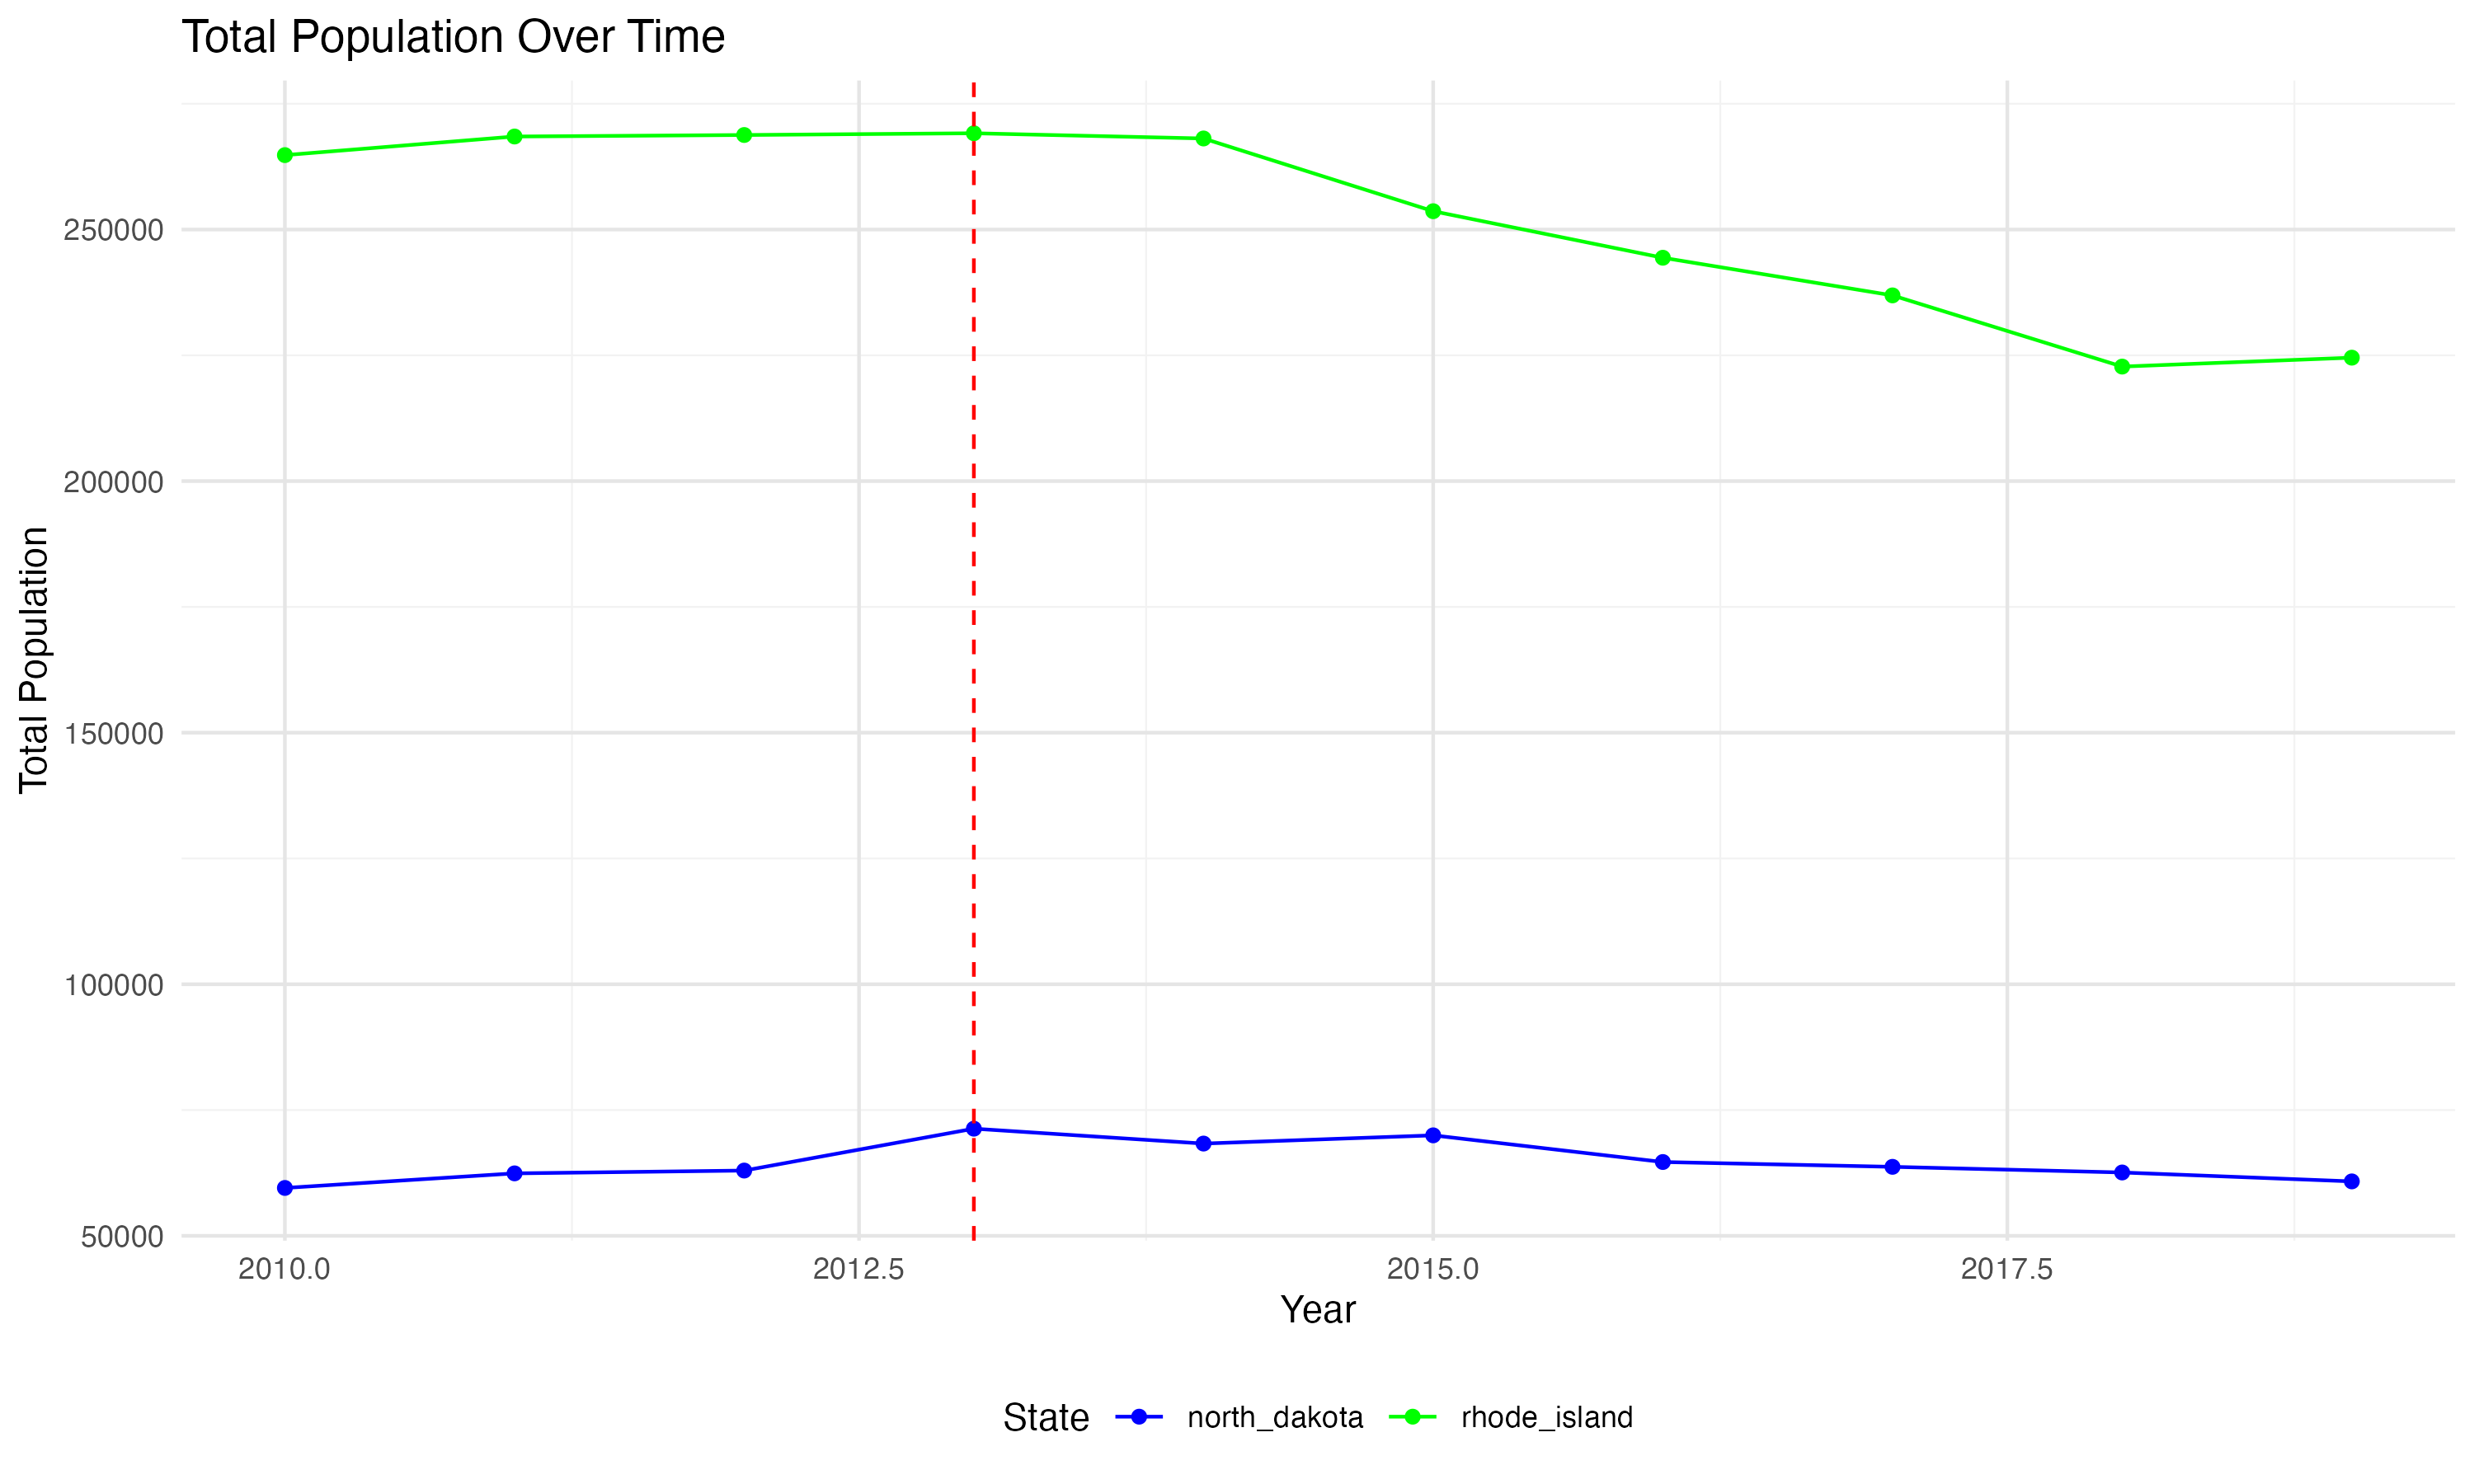 Total Population Over Time
Total Population
250000
200000
150000
100000
50000
2010.0 2012.5 2015.0 2017.5
Year
State north_dakota rhode_island